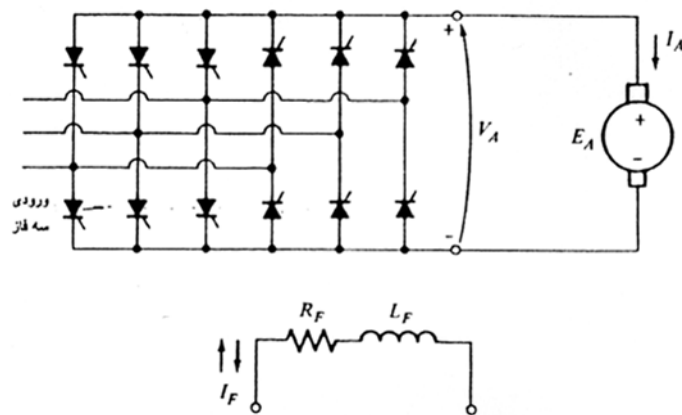 +
V_A
-
I_A
E_A
+
-
ورودی
سه فاز
R_F
L_F
I_F